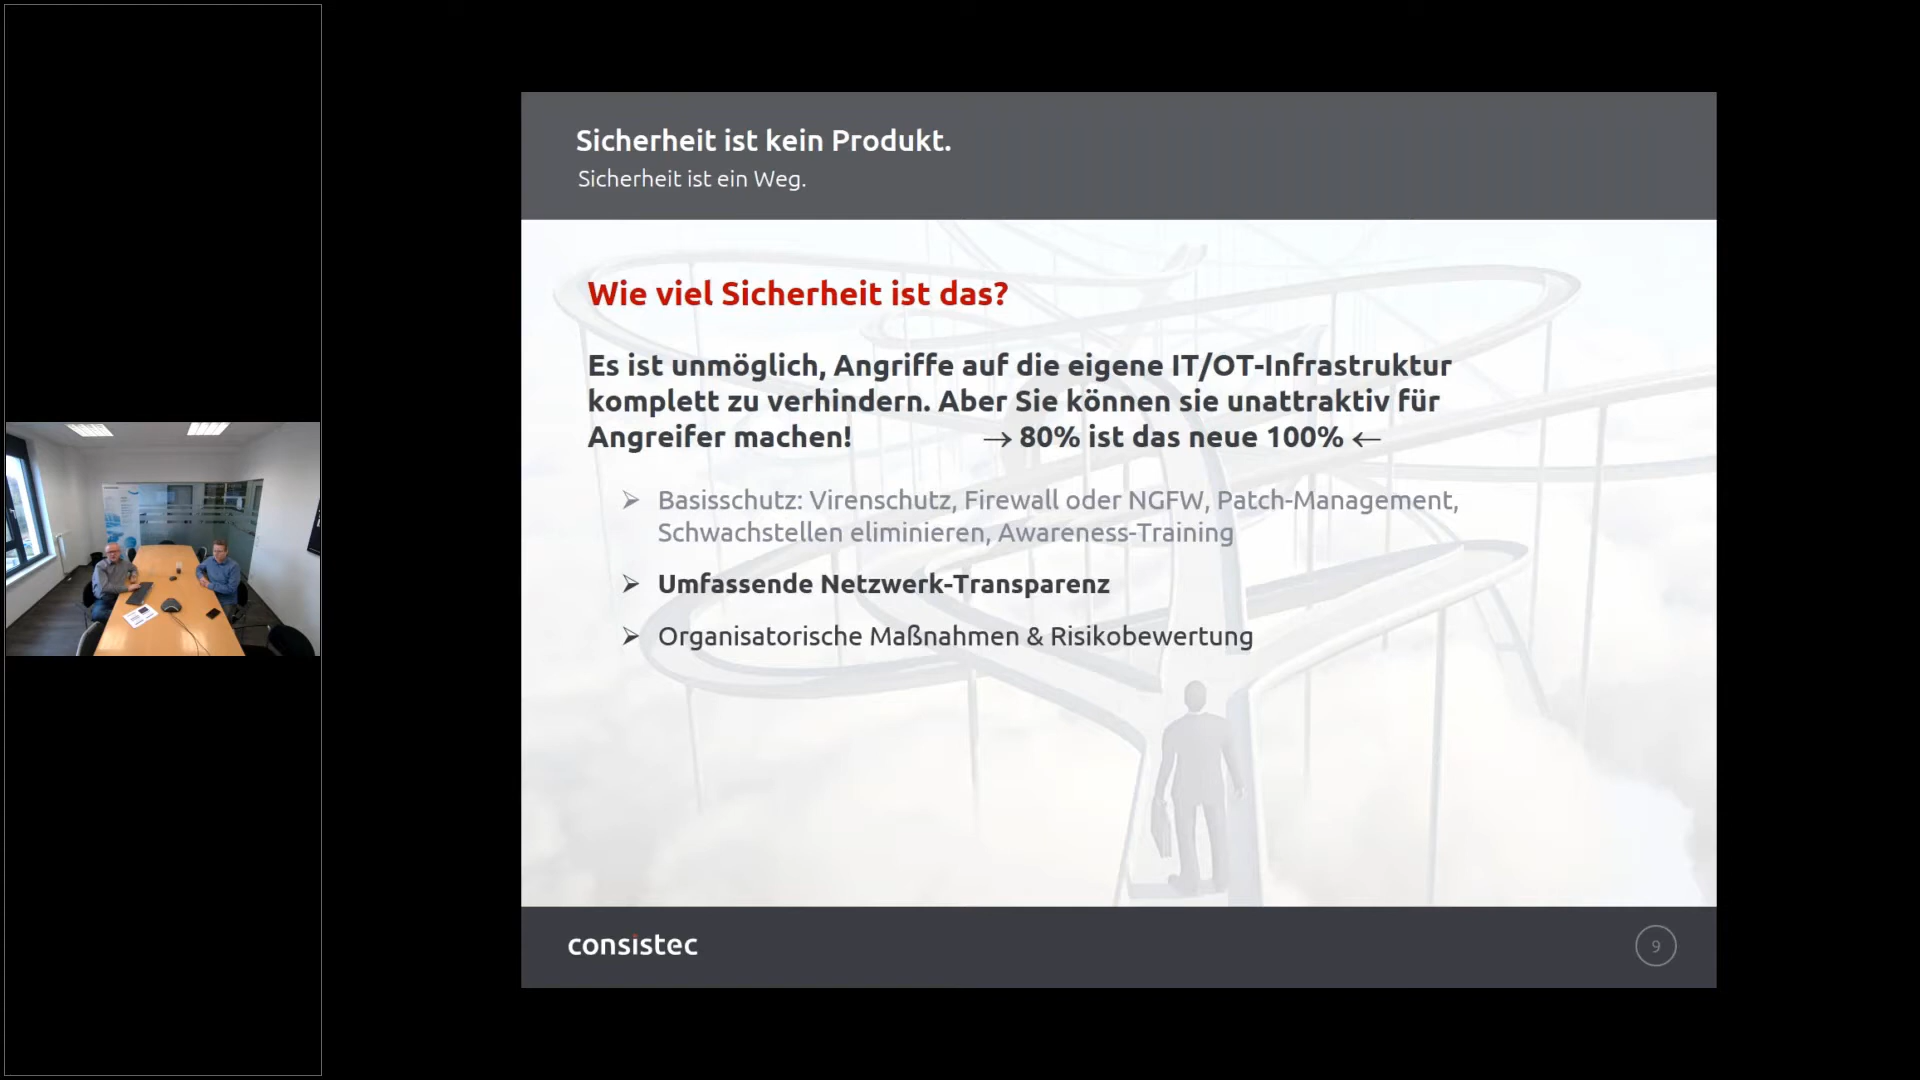 Sicherheit ist kein Produkt.
Sicherheit ist ein Weg.
Wie viel Sicherheit ist das?
Es ist unmöglich, Angriffe auf die eigene IT/OT-Infrastruktur
komplett zu verhindern. Aber Sie können sie unattraktiv für
Angreifer machen! → 80% ist das neue 100% ←
➢ Basisschutz: Virenschutz, Firewall oder NGFW, Patch-Management,
Schwachstellen eliminieren, Awareness-Training
➢ Umfassende Netzwerk-Transparenz
➢ Organisatorische Maßnahmen & Risikobewertung
consistec
9